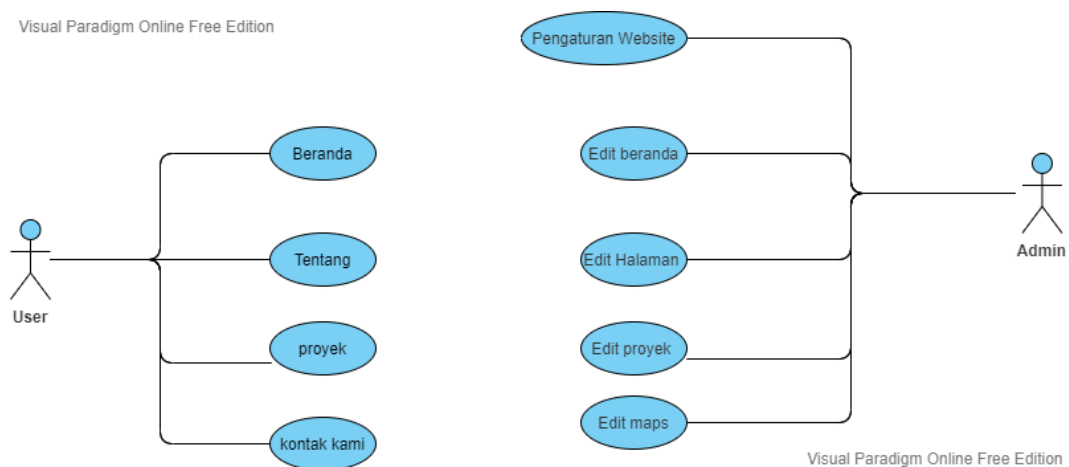 Visual Paradigm Online Free Edition
Pengaturan Website
Beranda
Edit beranda
Tentang
Edit Halaman
User
Admin
proyek
Edit proyek
kontak kami
Edit maps
Visual Paradigm Online Free Edition